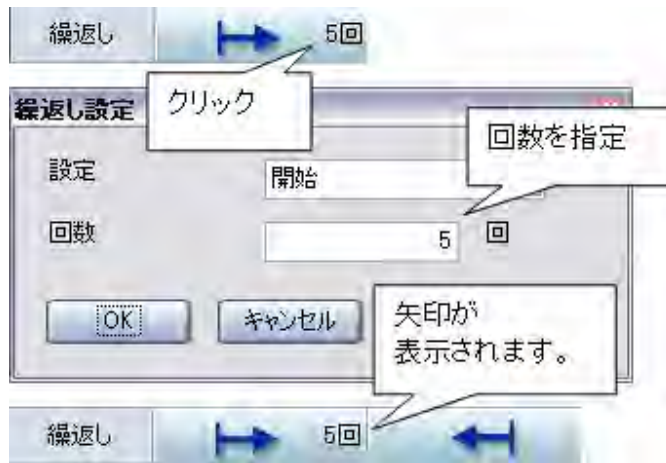 繰返し 5回
クリック
繰返し設定
回数を指定
設定 開始
回数 5 回
OK キャンセル
矢印が
表示されます。
繰返し 5回